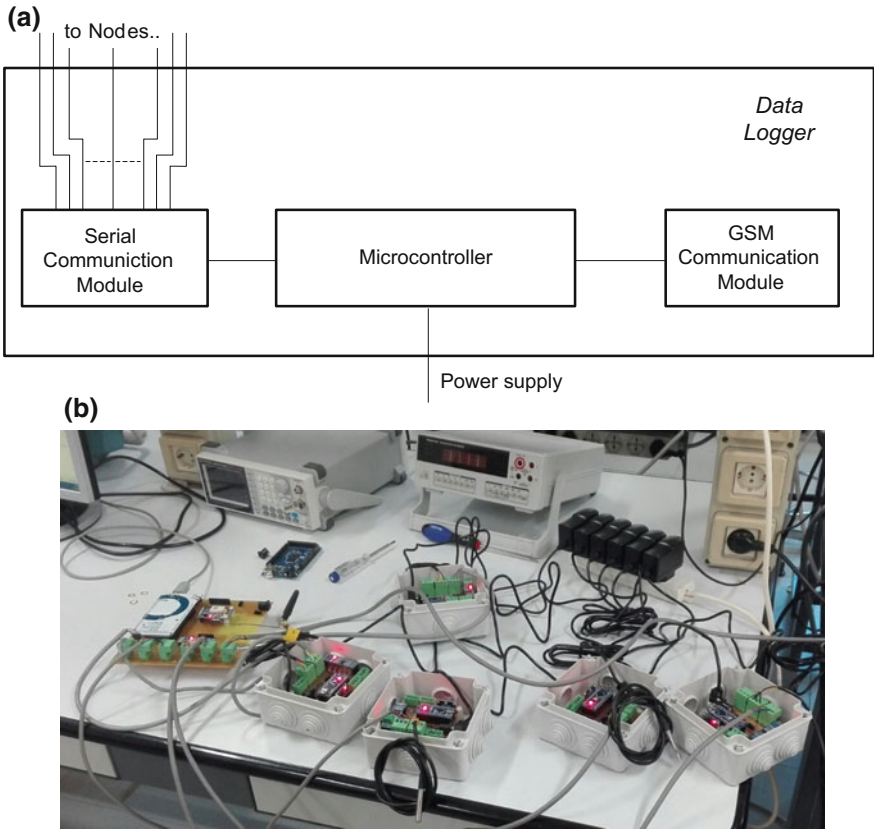 (a)
to Nodes..
Data
Logger
Serial
Communiction
Module
Microcontroller
GSM
Communication
Module
Power supply
(b)